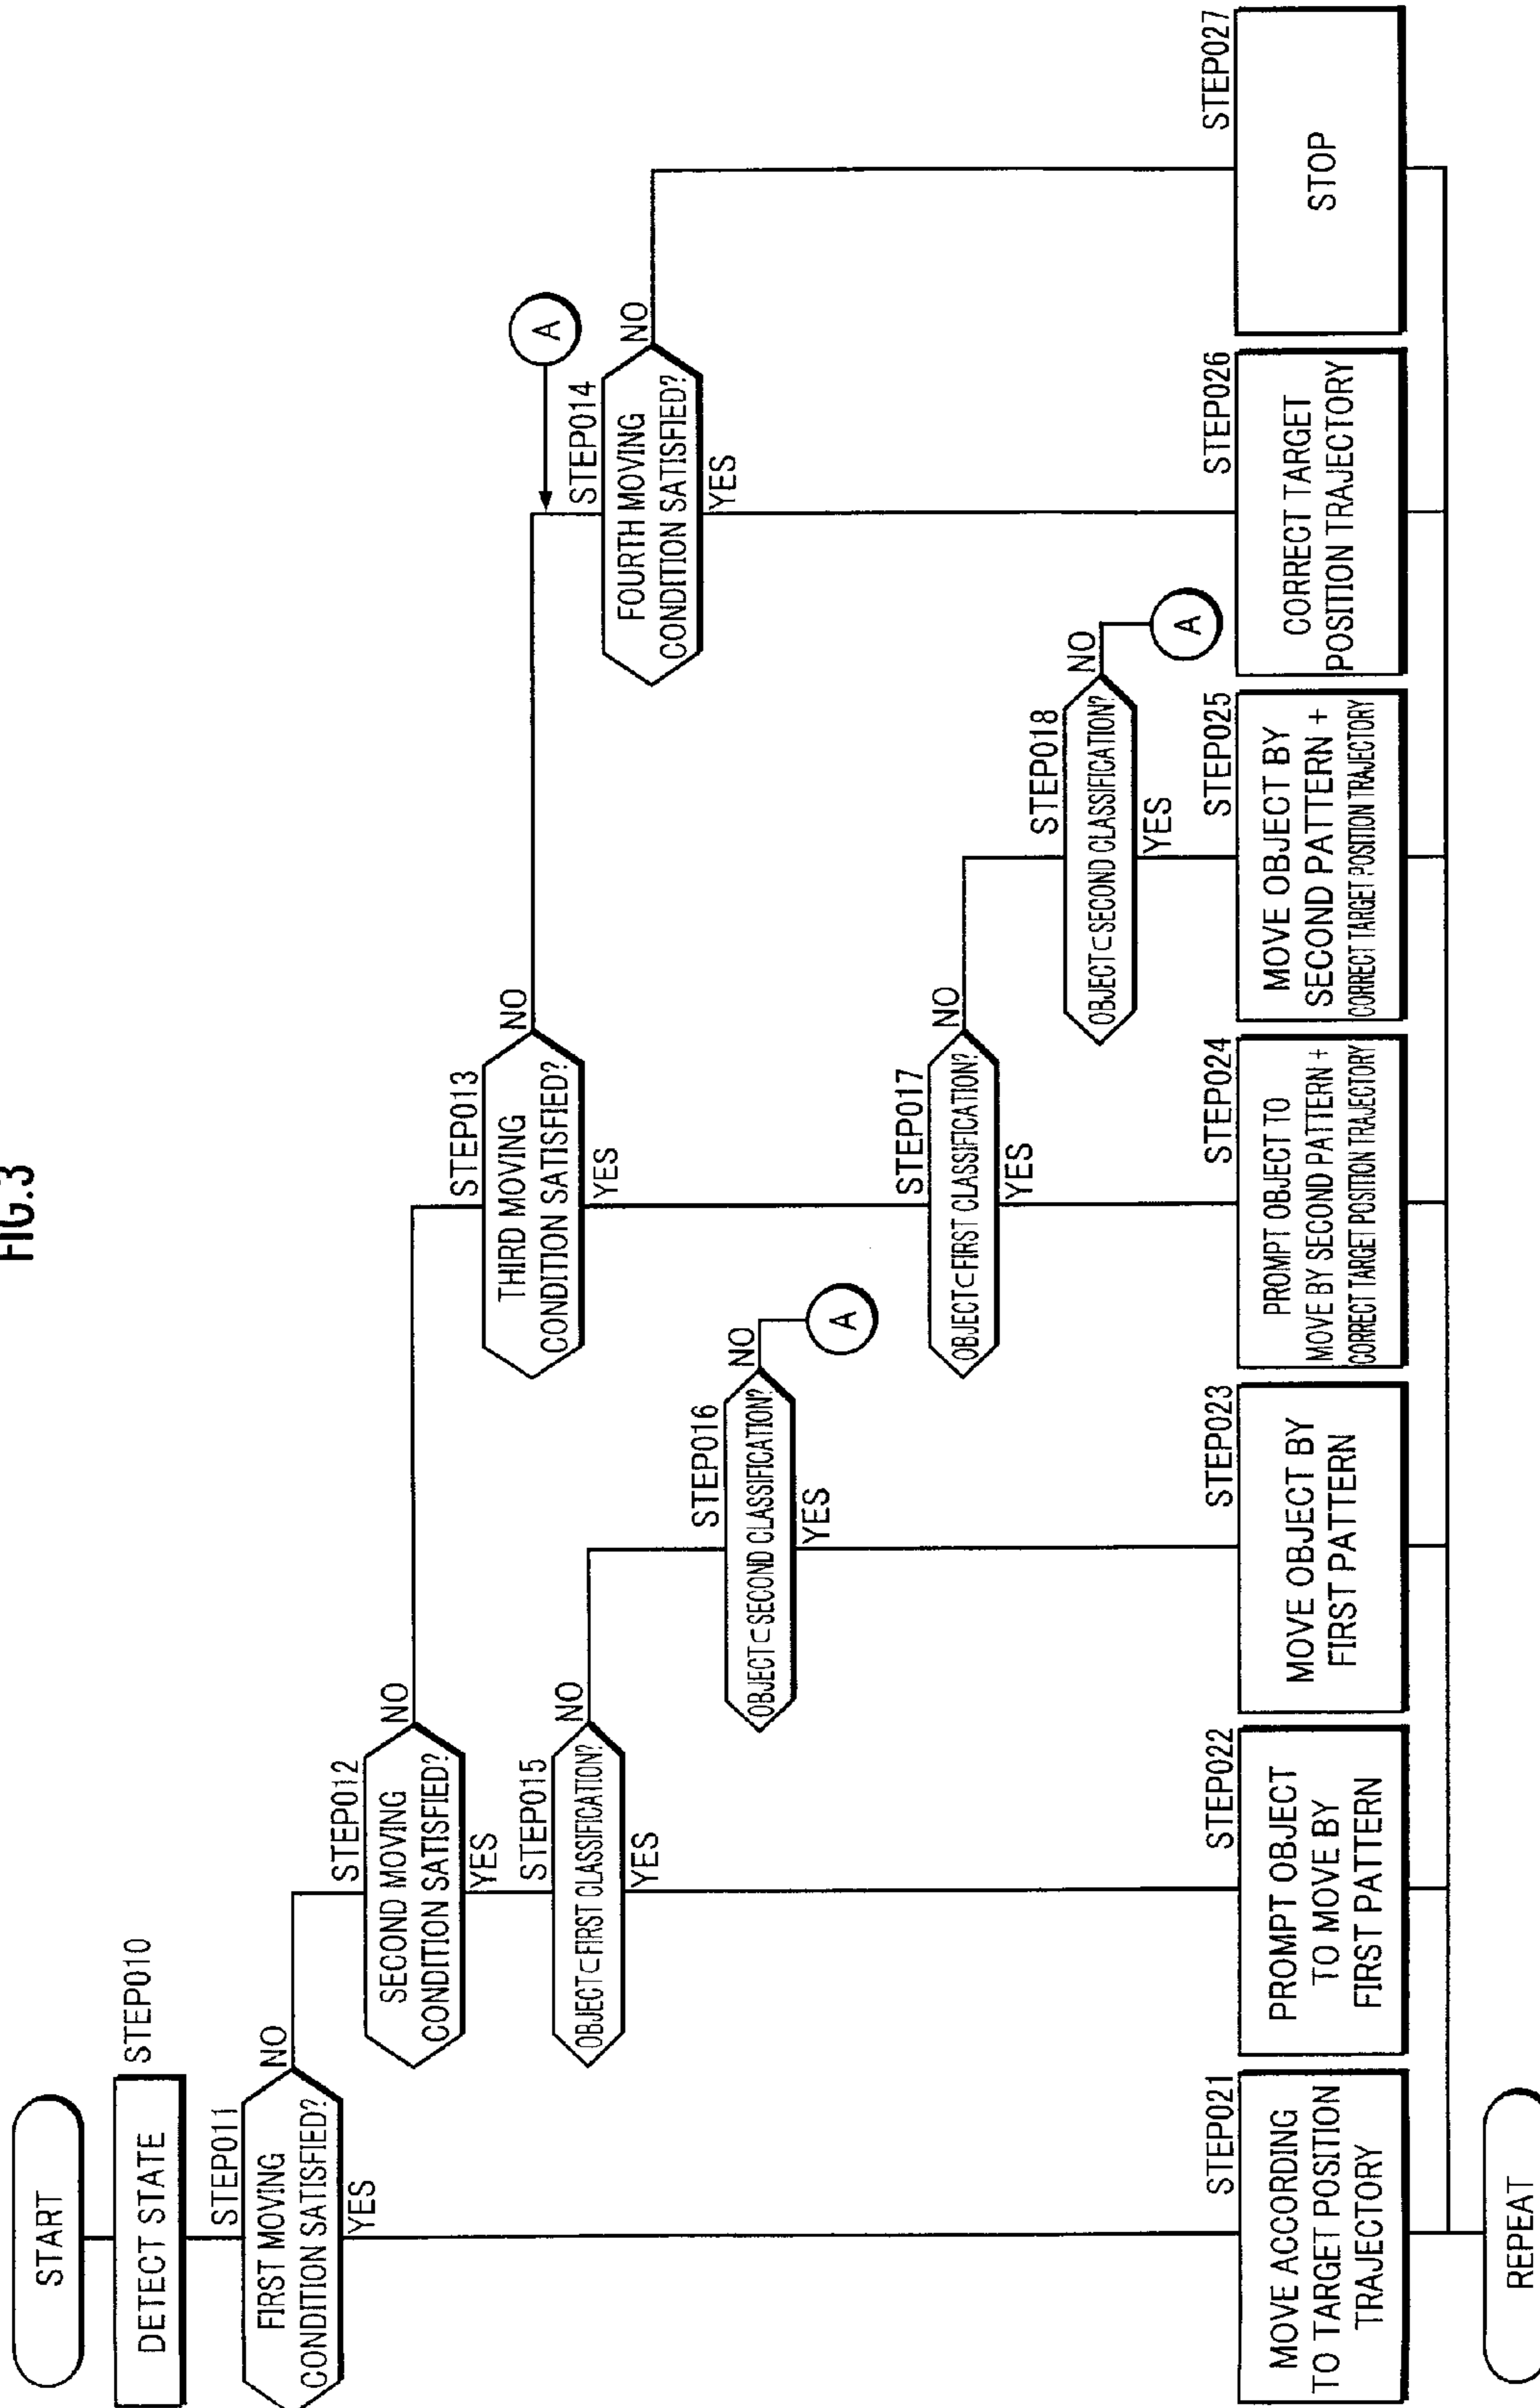 FIG.3
START
DETECT STATE
STEP010
STEP011
FIRST MOVING
CONDITION SATISFIED?
NO
YES
STEP012
SECOND MOVING
CONDITION SATISFIED?
NO
YES
STEP013
THIRD MOVING
CONDITION SATISFIED?
NO
YES
A
STEP014
FOURTH MOVING
CONDITION SATISFIED?
NO
YES
STEP015
OBJECT⊂FIRST CLASSIFICATION?
NO
YES
STEP016
OBJECT⊂SECOND CLASSIFICATION?
NO
YES
A
STEP017
OBJECT⊂FIRST CLASSIFICATION?
NO
YES
STEP018
OBJECT⊂SECOND CLASSIFICATION?
NO
YES
A
STEP021
MOVE ACCORDING
TO TARGET POSITION
TRAJECTORY
STEP022
PROMPT OBJECT
TO MOVE BY
FIRST PATTERN
STEP023
MOVE OBJECT BY
FIRST PATTERN
STEP024
PROMPT OBJECT TO
MOVE BY SECOND PATTERN +
CORRECT TARGET POSITION TRAJECTORY
STEP025
MOVE OBJECT BY
SECOND PATTERN +
CORRECT TARGET POSITION TRAJECTORY
STEP026
CORRECT TARGET
POSITION TRAJECTORY
STEP027
STOP
REPEAT